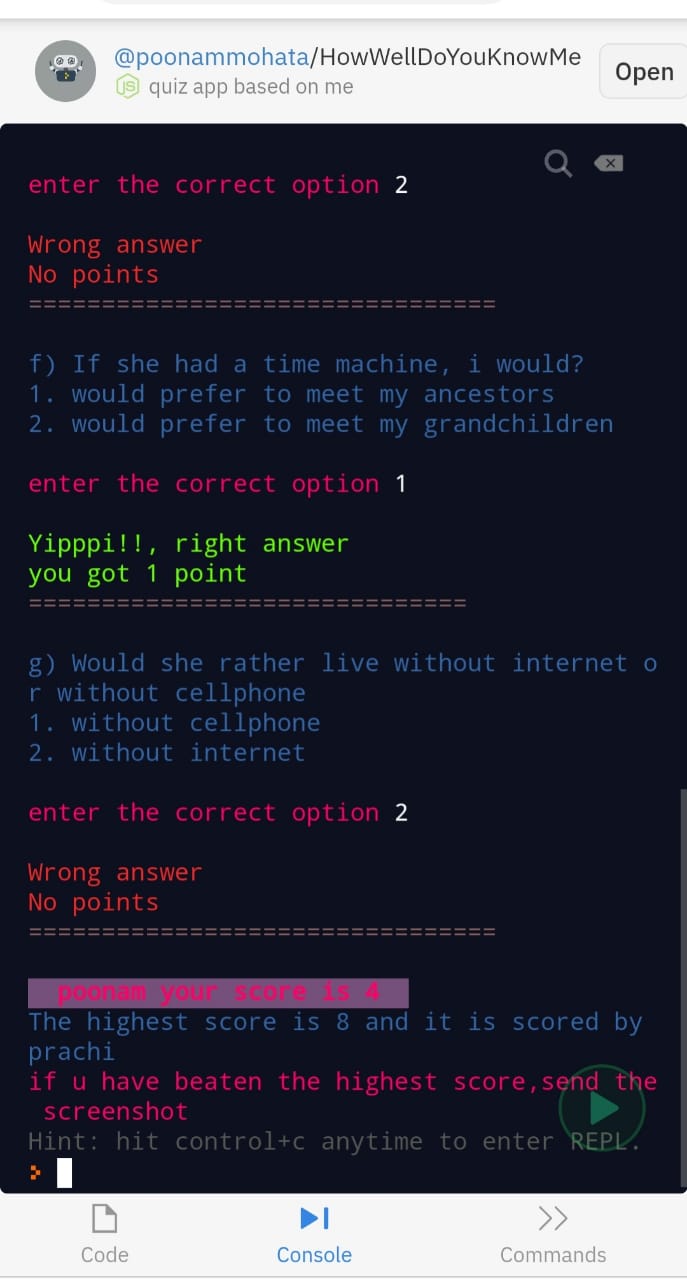 @poonammohata/HowWellDoYouKnowMe
JS quiz app based on me
Open
enter the correct option 2
Wrong answer
No points
================================
f) If she had a time machine, i would?
1. would prefer to meet my ancestors
2. would prefer to meet my grandchildren
enter the correct option 1
Yipppi!!, right answer
you got 1 point
==============================
g) Would she rather live without internet o
r without cellphone
1. without cellphone
2. without internet
enter the correct option 2
Wrong answer
No points
================================
poonam your score is 4
The highest score is 8 and it is scored by
prachi
if u have beaten the highest score,send the
screenshot
Hint: hit control+c anytime to enter REPL.
Code
Console
Commands